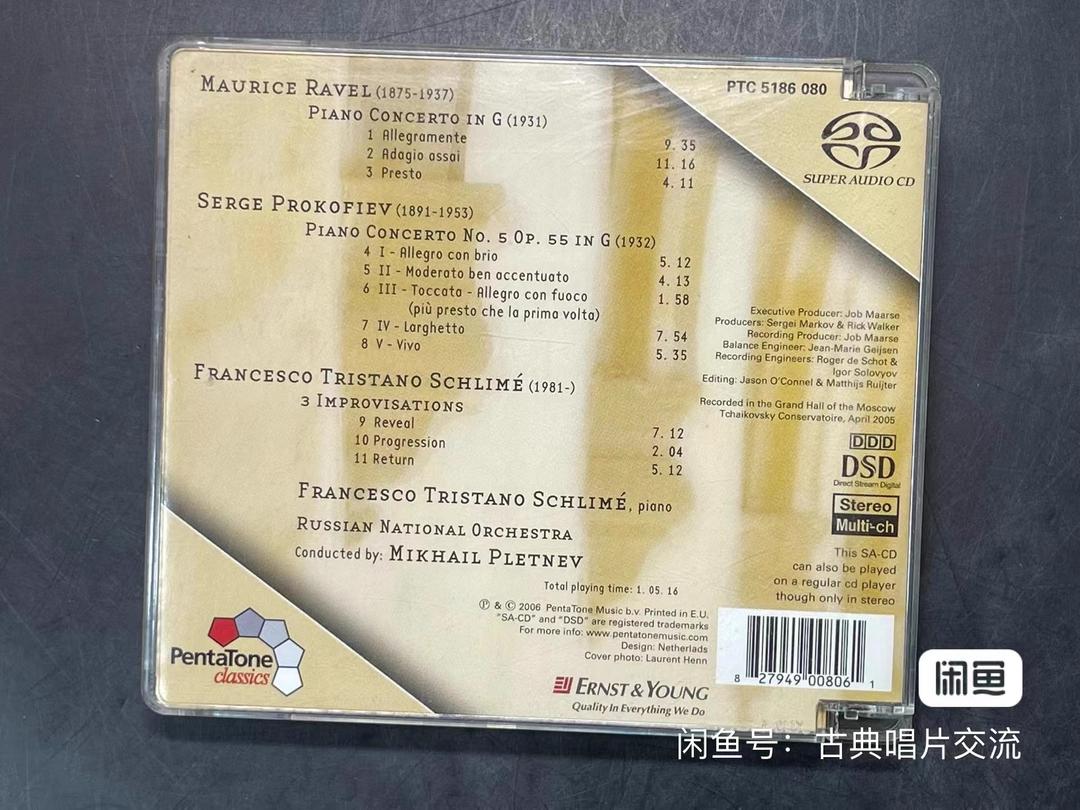 MAURICE RAVEL (1875-1937)
PIANO CONCERTO IN G (1931)
1 Allegramente 9. 35
2 Adagio assai 11. 16
3 Presto 4. 11
SERGE PROKOFIEV (1891-1953)
PIANO CONCERTO NO. 5 OP. 55 IN G (1932)
4 I - Allegro con brio 5. 12
5 II - Moderato ben accentuato 4. 13
6 III - Toccata - Allegro con fuoco 1. 58
(più presto che la prima volta)
7 IV - Larghetto 7. 54
8 V - Vivo 5. 35
FRANCESCO TRISTANO SCHLIMÉ (1981-)
3 IMPROVISATIONS
9 Reveal 7. 12
10 Progression 2. 04
11 Return 5. 12
FRANCESCO TRISTANO SCHLIMÉ, piano
RUSSIAN NATIONAL ORCHESTRA
Conducted by: MIKHAIL PLETNEV
Total playing time: 1. 05. 16
℗ & © 2006 PentaTone Music b.v. Printed in E.U.
"SA-CD" and "DSD" are registered trademarks
For more info: www.pentatonemusic.com
Design: Netherlads
Cover photo: Laurent Henn
ERNST & YOUNG
Quality In Everything We Do
PentaTone
classics
PTC 5186 080
SUPER AUDIO CD
Executive Producer: Job Maarse
Producers: Sergei Markov & Rick Walker
Recording Producer: Job Maarse
Balance Engineer: Jean-Marie Geijsen
Recording Engineers: Roger de Schot &
Igor Solovyov
Editing: Jason O'Connel & Matthijs Ruijter
Recorded in the Grand Hall of the Moscow
Tchaikovsky Conservatoire, April 2005
DDD
DSD
Direct Stream Digital
Stereo
Multi-ch
This SA-CD
can also be played
on a regular cd player
though only in stereo
8 27949 00806 1
闲鱼
闲鱼号：古典唱片交流